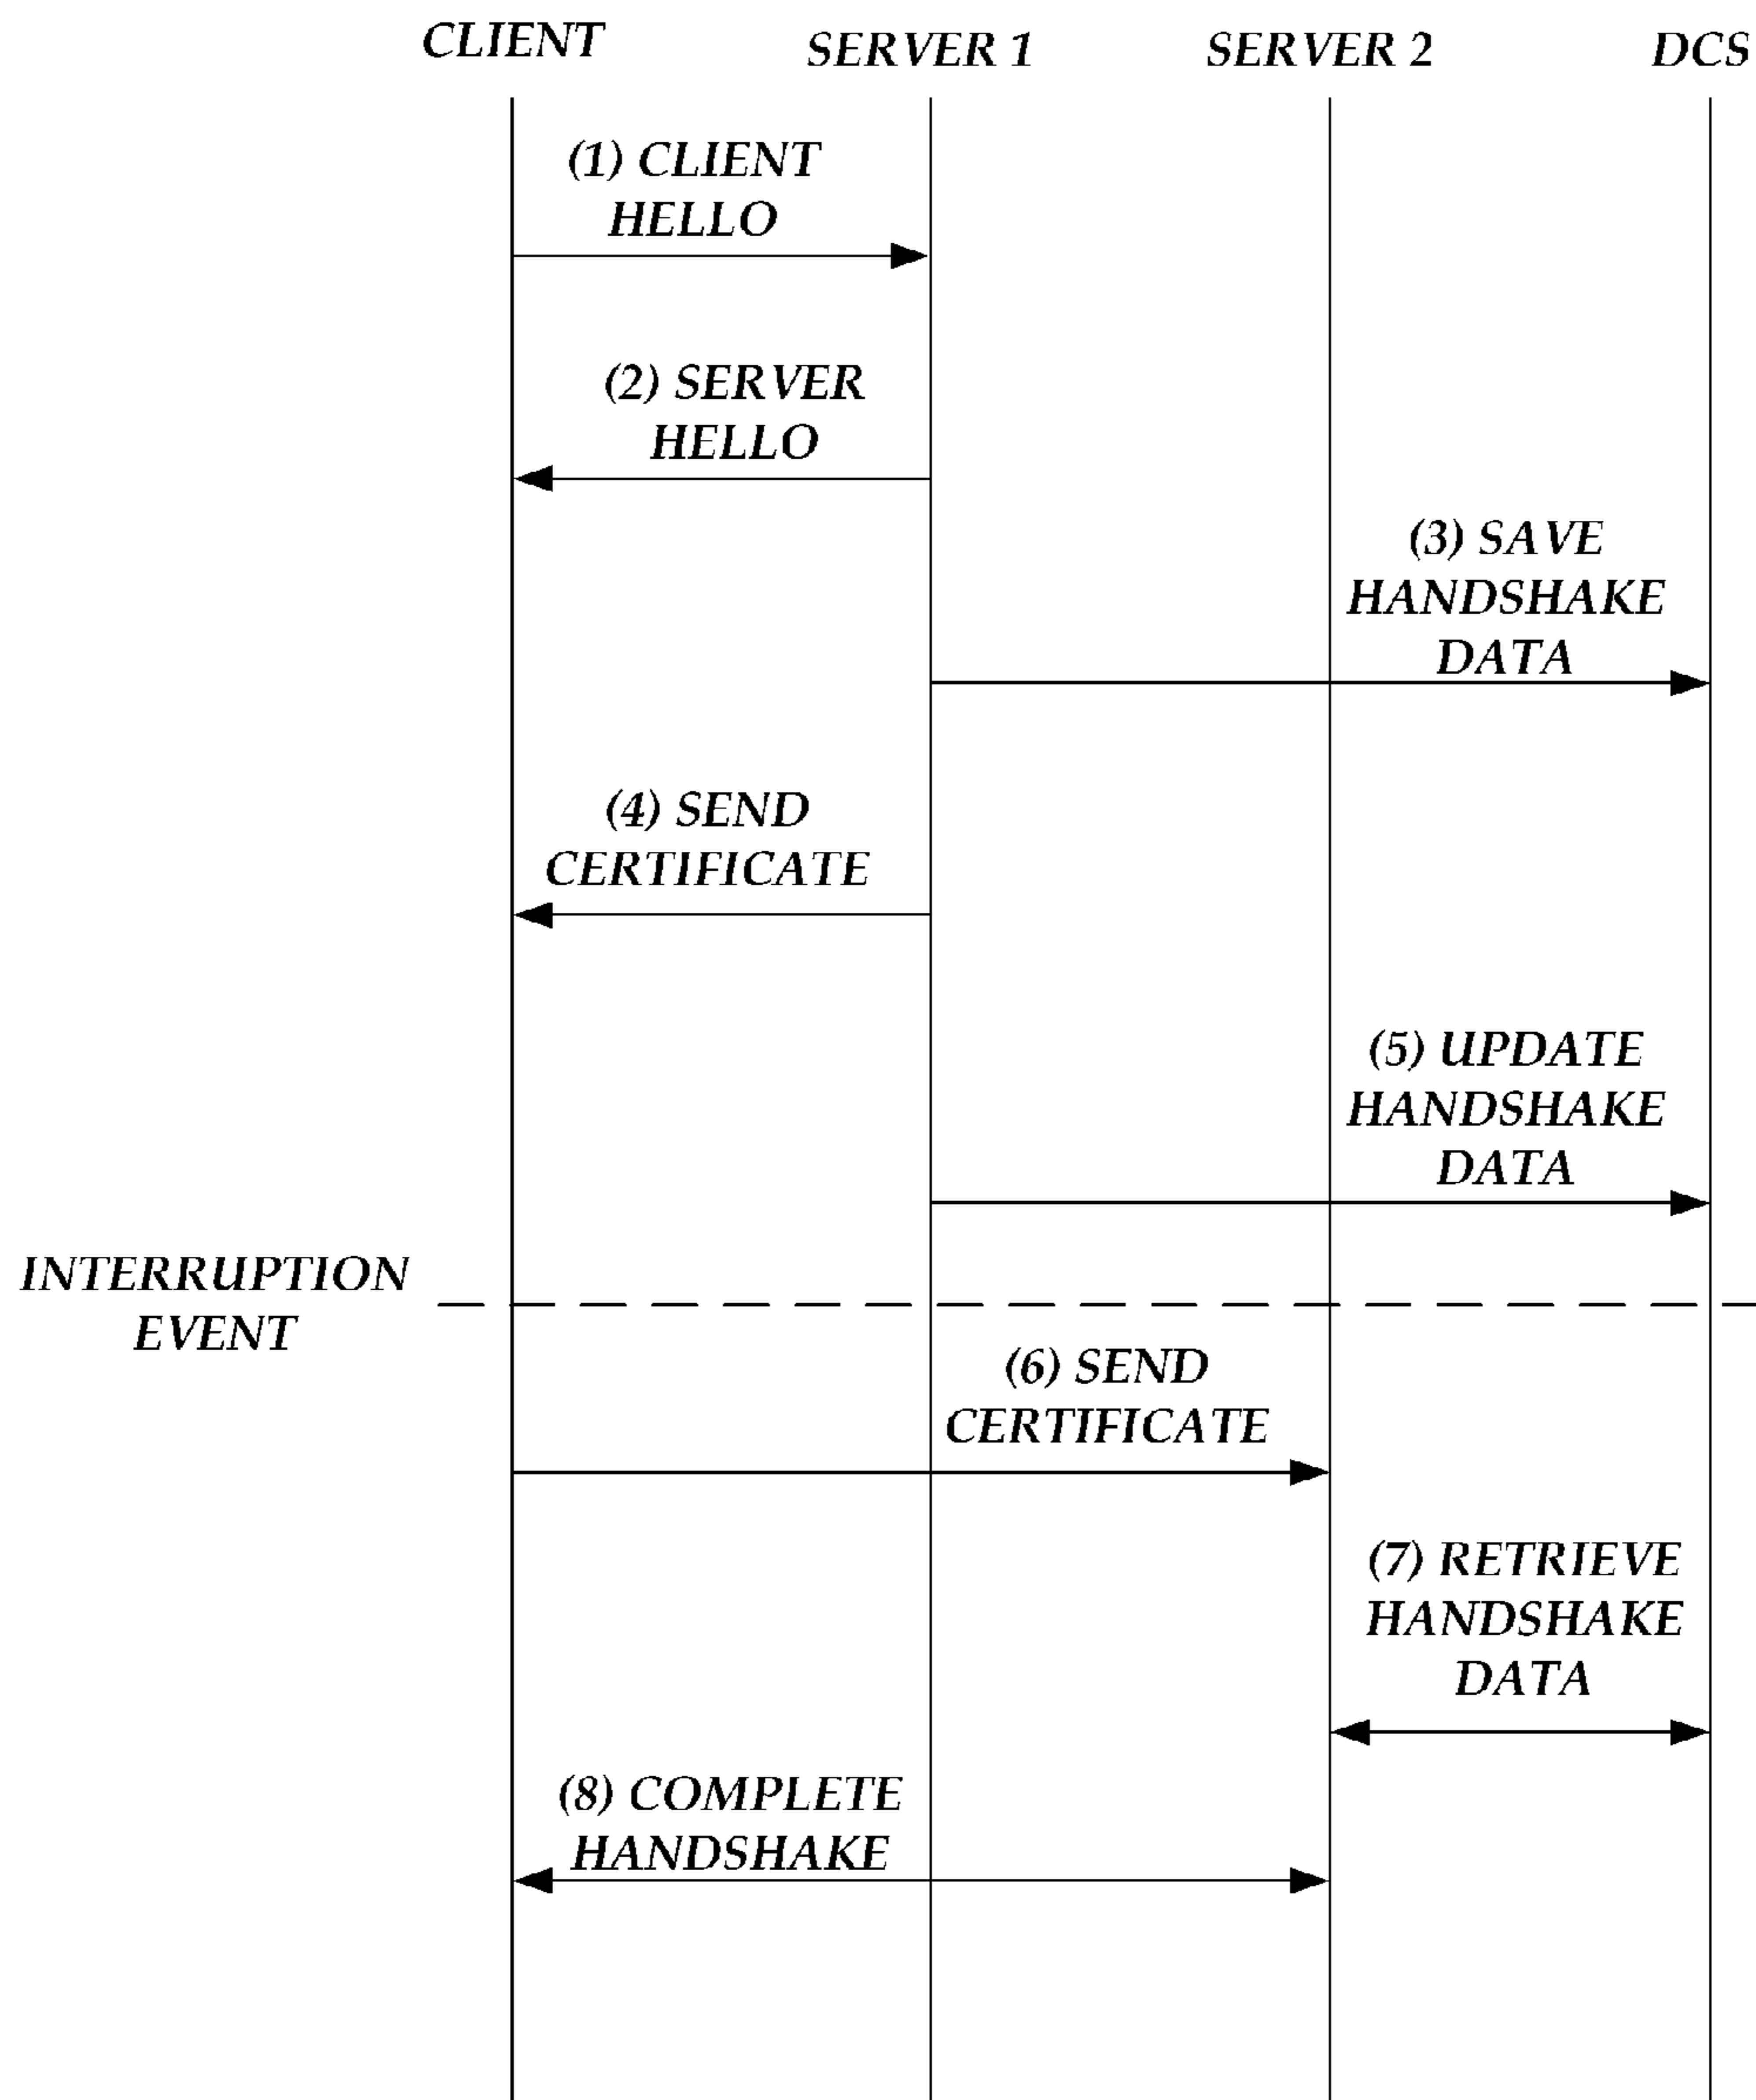 CLIENT
SERVER 1
SERVER 2
DCS
(1) CLIENT
HELLO
(2) SERVER
HELLO
(3) SAVE
HANDSHAKE
DATA
(4) SEND
CERTIFICATE
(5) UPDATE
HANDSHAKE
DATA
INTERRUPTION
EVENT
(6) SEND
CERTIFICATE
(7) RETRIEVE
HANDSHAKE
DATA
(8) COMPLETE
HANDSHAKE